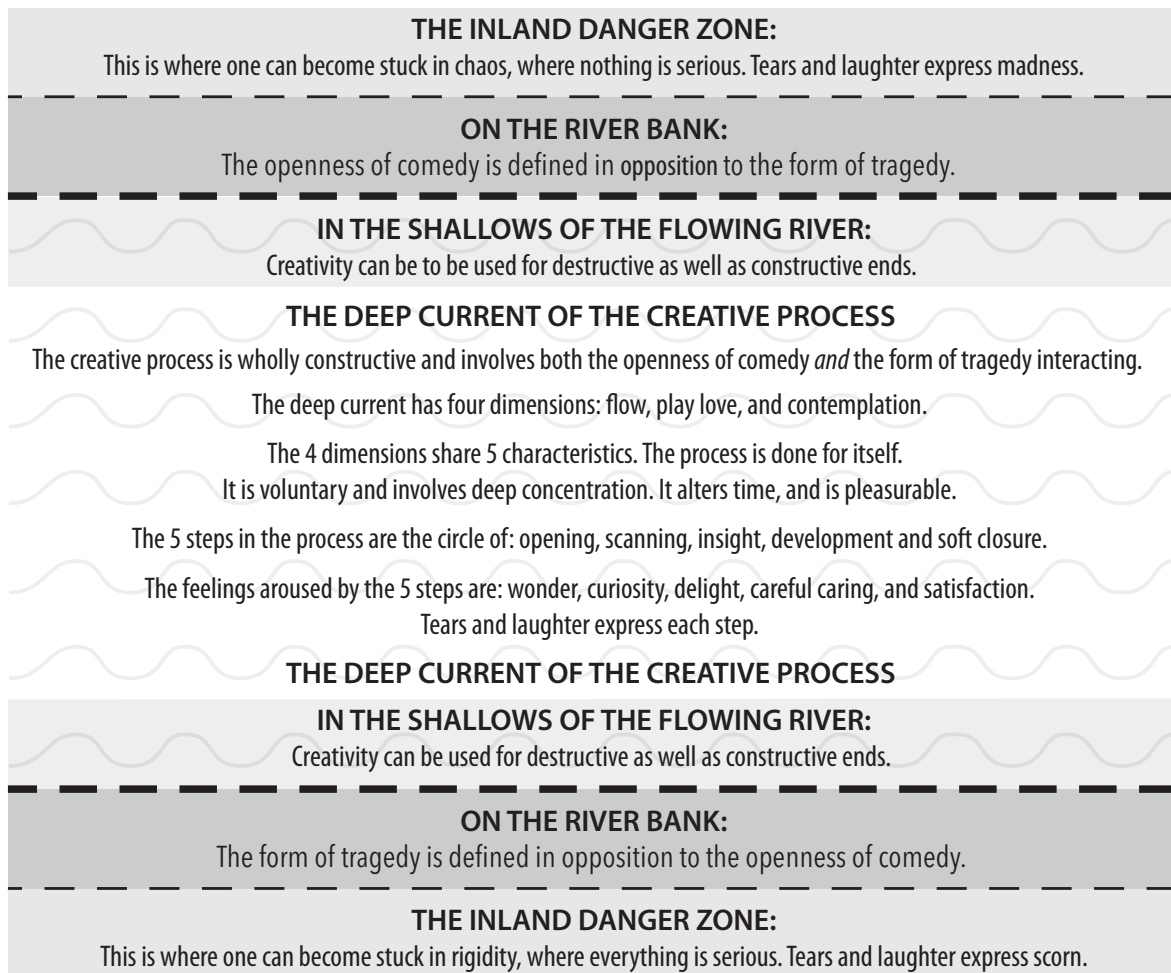 THE INLAND DANGER ZONE:
This is where one can become stuck in chaos, where nothing is serious. Tears and laughter express madness.
ON THE RIVER BANK:
The openness of comedy is defined in opposition to the form of tragedy.
IN THE SHALLOWS OF THE FLOWING RIVER:
Creativity can be to be used for destructive as well as constructive ends.
THE DEEP CURRENT OF THE CREATIVE PROCESS
The creative process is wholly constructive and involves both the openness of comedy and the form of tragedy interacting.
The deep current has four dimensions: flow, play love, and contemplation.
The 4 dimensions share 5 characteristics. The process is done for itself.
It is voluntary and involves deep concentration. It alters time, and is pleasurable.
The 5 steps in the process are the circle of: opening, scanning, insight, development and soft closure.
The feelings aroused by the 5 steps are: wonder, curiosity, delight, careful caring, and satisfaction.
Tears and laughter express each step.
THE DEEP CURRENT OF THE CREATIVE PROCESS
IN THE SHALLOWS OF THE FLOWING RIVER:
Creativity can be used for destructive as well as constructive ends.
ON THE RIVER BANK:
The form of tragedy is defined in opposition to the openness of comedy.
THE INLAND DANGER ZONE:
This is where one can become stuck in rigidity, where everything is serious. Tears and laughter express scorn.